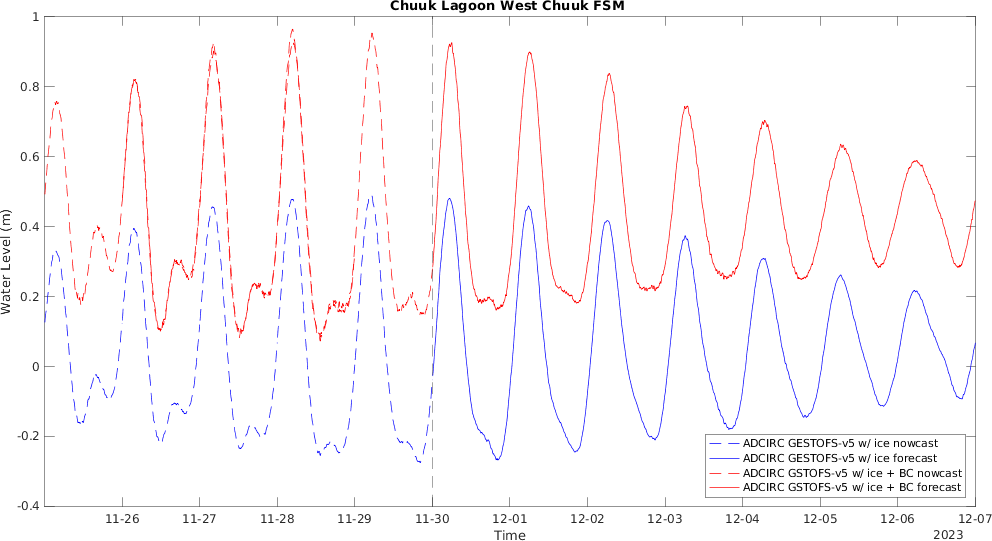 Chuuk Lagoon West Chuuk FSM
1
0.8
0.6
0.4
0.2
0
-0.2
-0.4
Water Level (m)
11-26 11-27 11-28 11-29 11-30 12-01 12-02 12-03 12-04 12-05 12-06 12-07
Time
2023
ADCIRC GESTOFS-v5 w/ ice nowcast
ADCIRC GESTOFS-v5 w/ ice forecast
ADCIRC GSTOFS-v5 w/ ice + BC nowcast
ADCIRC GSTOFS-v5 w/ ice + BC forecast